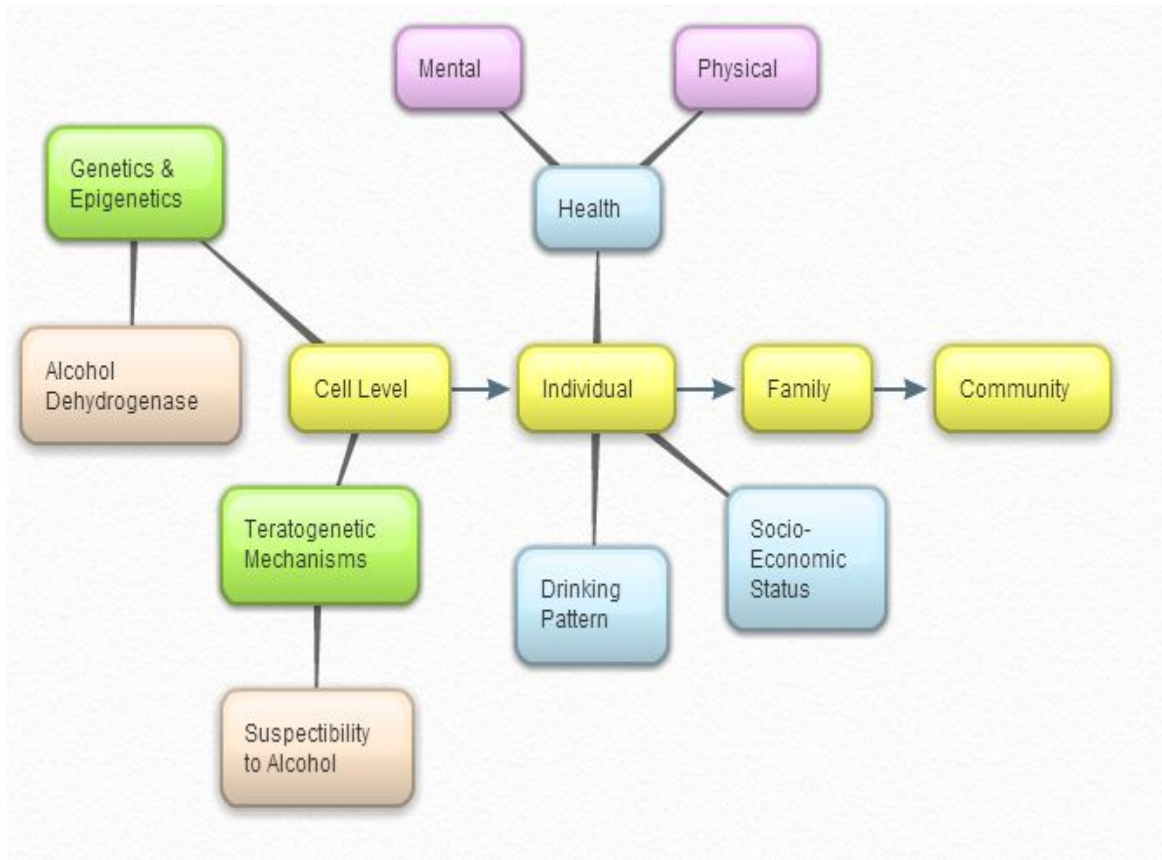 Mental
Physical
Genetics &
Epigenetics
Health
Alcohol
Dehydrogenase
Cell Level
Individual
Family
Community
Teratogenetic
Mechanisms
Socio-
Economic
Status
Drinking
Pattern
Suspectibility
to Alcohol